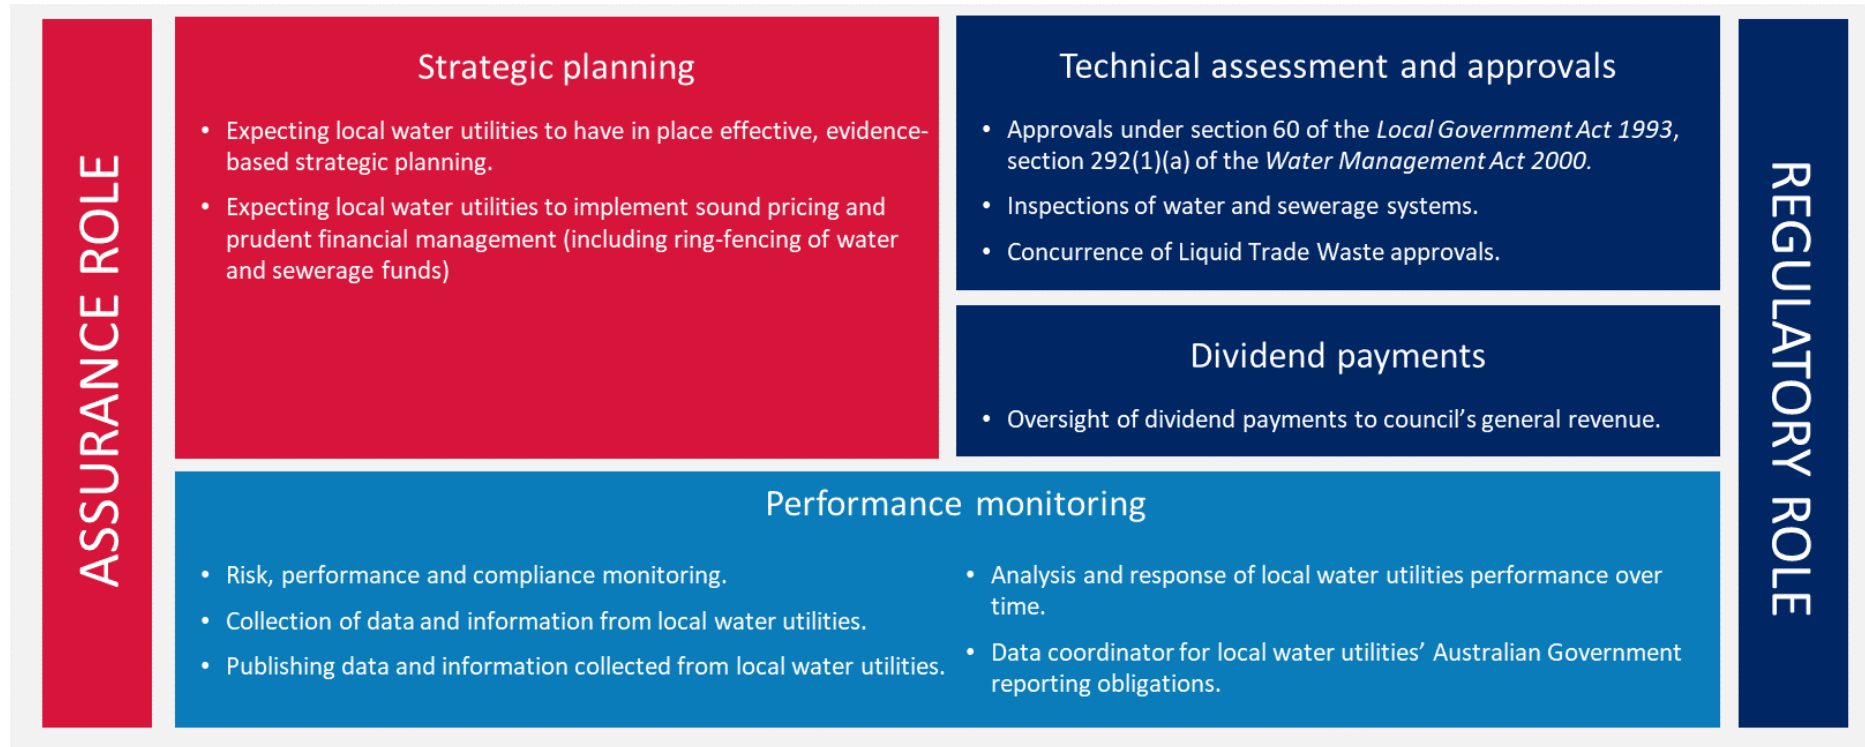 ASSURANCE ROLE
Strategic planning
• Expecting local water utilities to have in place effective, evidence-
based strategic planning.
• Expecting local water utilities to implement sound pricing and
prudent financial management (including ring-fencing of water
and sewerage funds)
Technical assessment and approvals
• Approvals under section 60 of the Local Government Act 1993,
section 292(1)(a) of the Water Management Act 2000.
• Inspections of water and sewerage systems.
• Concurrence of Liquid Trade Waste approvals.
Dividend payments
• Oversight of dividend payments to council’s general revenue.
Performance monitoring
• Risk, performance and compliance monitoring.
• Collection of data and information from local water utilities.
• Publishing data and information collected from local water utilities.
• Analysis and response of local water utilities performance over
time.
• Data coordinator for local water utilities’ Australian Government
reporting obligations.
REGULATORY ROLE